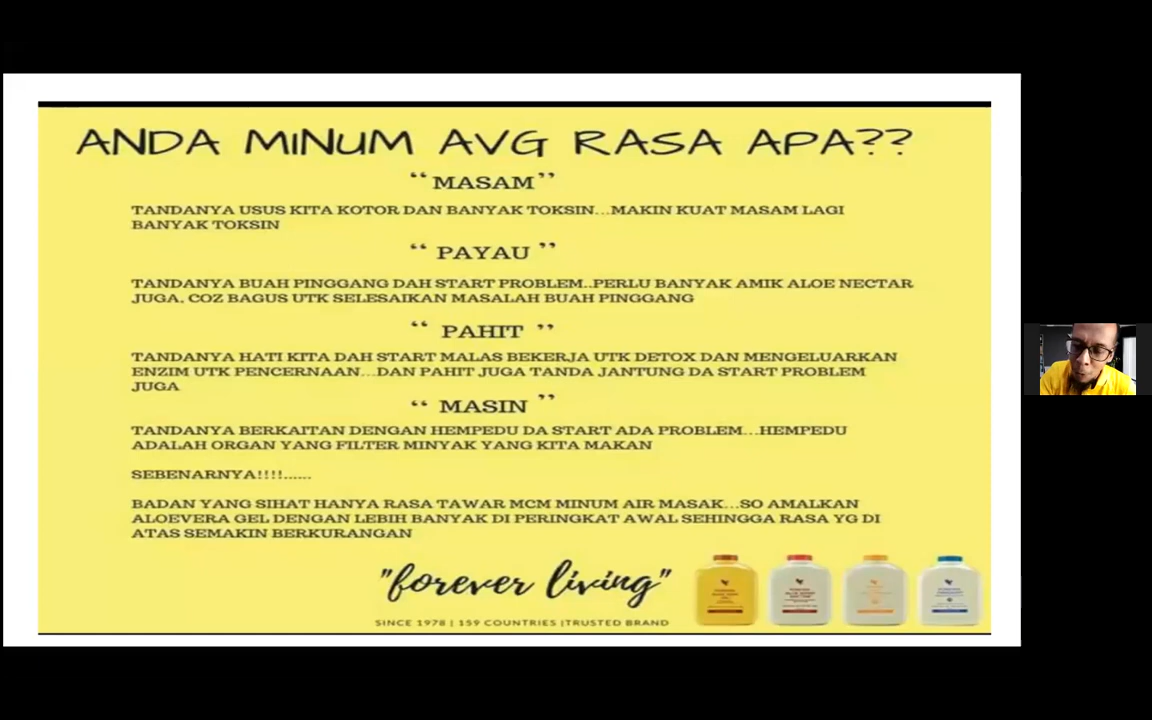 ANDA MINUM AVG RASA APA??
“ MASAM ”
TANDANYA USUS KITA KOTOR DAN BANYAK TOKSIN...MAKIN KUAT MASAM LAGI
BANYAK TOKSIN
“ PAYAU ”
TANDANYA BUAH PINGGANG DAH START PROBLEM..PERLU BANYAK AMIK ALOE NECTAR
JUGA, COZ BAGUS UTK SELESAIKAN MASALAH BUAH PINGGANG
“ PAHIT ”
TANDANYA HATI KITA DAH START MALAS BEKERJA UTK DETOX DAN MENGELUARKAN
ENZIM UTK PENCERNAAN...DAN PAHIT JUGA TANDA JANTUNG DA START PROBLEM
JUGA
“ MASIN ”
TANDANYA BERKAITAN DENGAN HEMPEDU DA START ADA PROBLEM...HEMPEDU
ADALAH ORGAN YANG FILTER MINYAK YANG KITA MAKAN
SEBENARNYA!!!!......
BADAN YANG SIHAT HANYA RASA TAWAR MCM MINUM AIR MASAK...SO AMALKAN
ALOEVERA GEL DENGAN LEBIH BANYAK DI PERINGKAT AWAL SEHINGGA RASA YG DI
ATAS SEMAKIN BERKURANGAN
"forever living"
SINCE 1978 | 159 COUNTRIES |TRUSTED BRAND